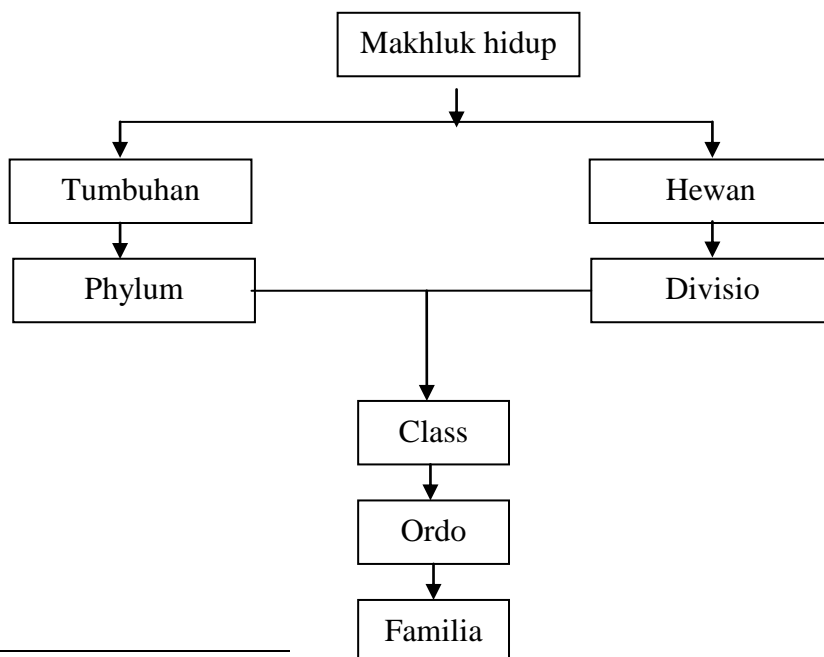 Makhluk hidup
Tumbuhan
Hewan
Phylum
Divisio
Class
Ordo
Familia